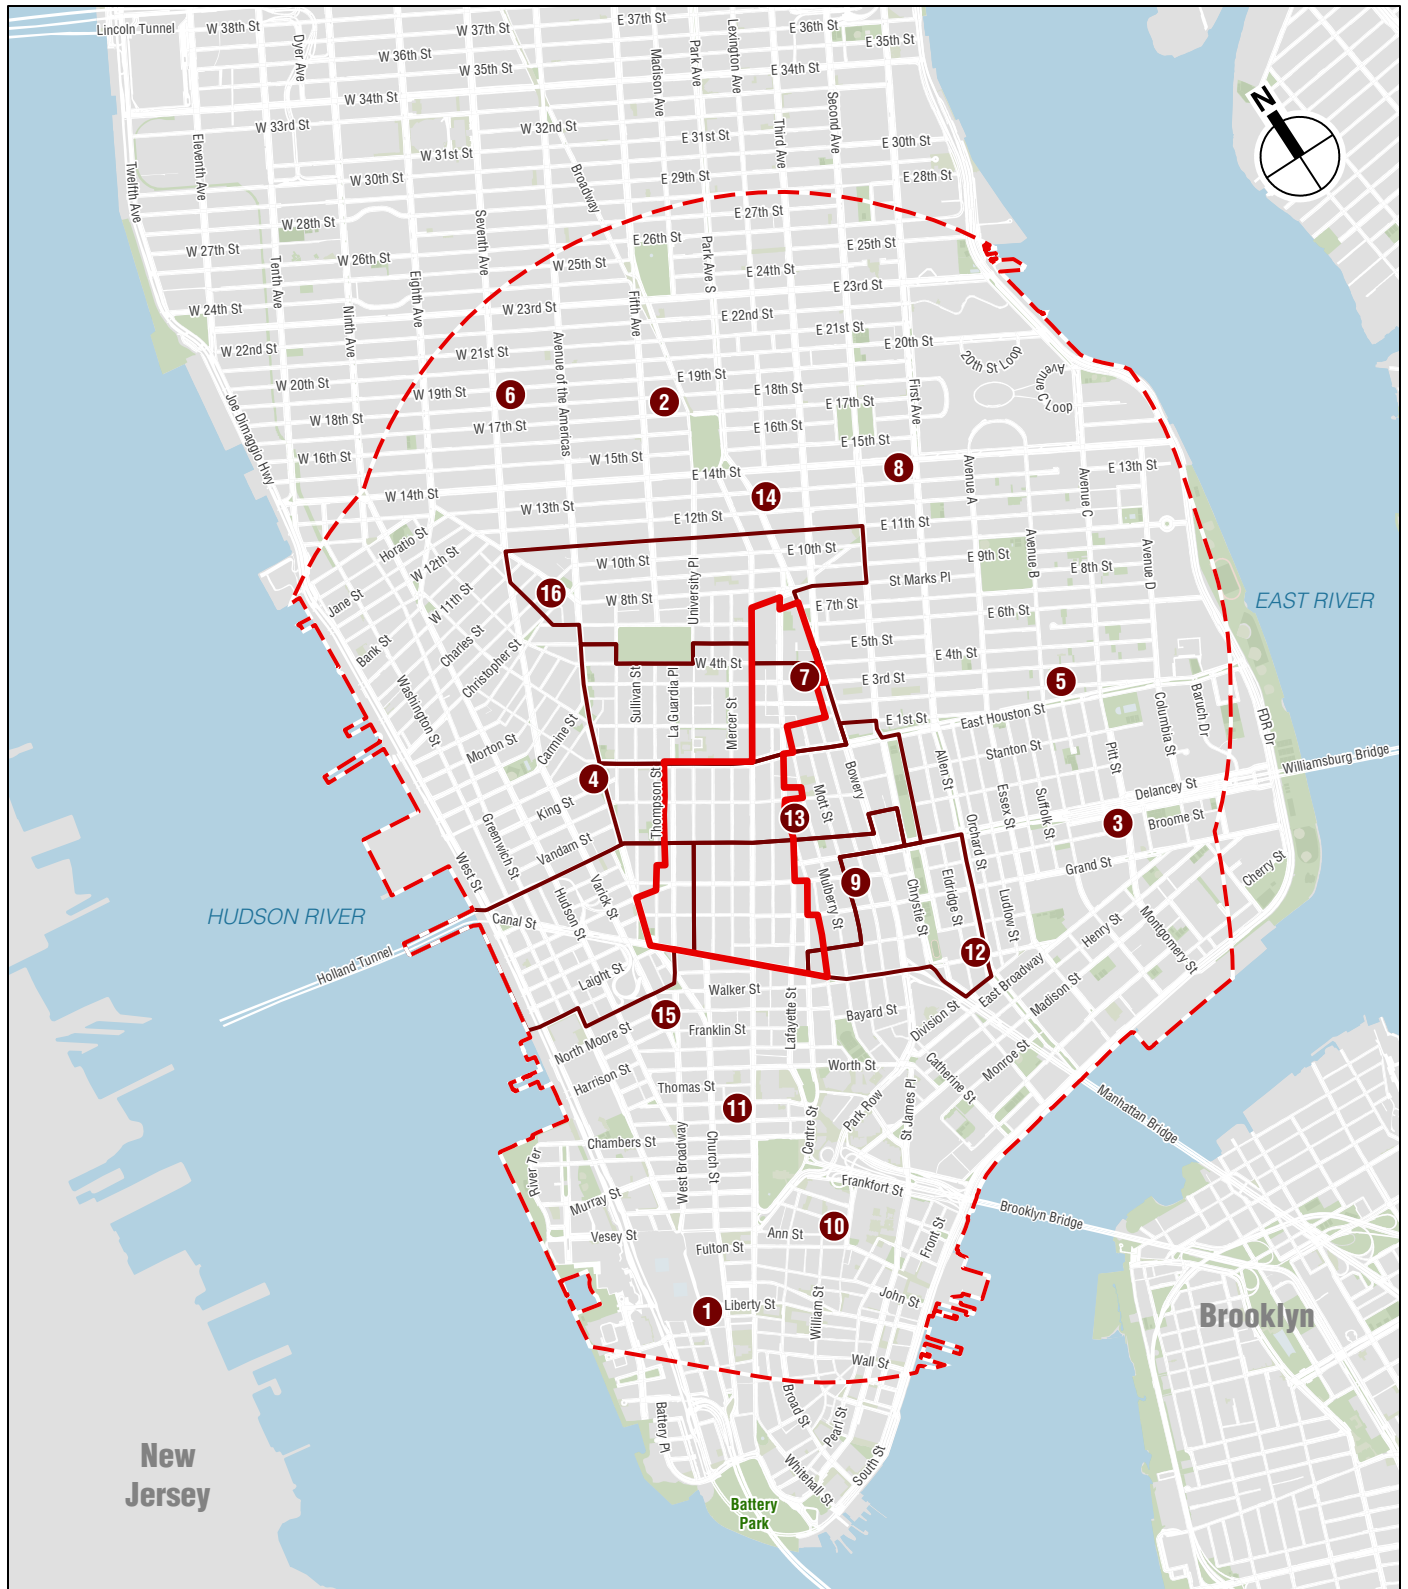 Lincoln Tunnel
W 38th St
Dyer Ave
W 37th St
E 37th St
Madison Ave
Park Ave
Lexington Ave
E 36th St
E 35th St
W 36th St
W 35th St
E 34th St
W 34th St
Second Ave
Third Ave
N
Twelfth Ave
Eleventh Ave
W 33rd St
W 32nd St
E 31st St
E 30th St
W 31st St
W 30th St
Broadway
E 29th St
E 28th St
W 28th St
Seventh Ave
E 27th St
W 27th St
W 26th St
E 26th St
Park Ave S
E 25th St
Tenth Ave
Eighth Ave
W 25th St
E 24th St
E 23rd St
W 24th St
Ninth Ave
W 23rd St
Fifth Ave
E 22nd St
E 21st St
E 20th St
W 22nd St
W 21st St
Avenue of the Americas
20th St Loop
Avenue C Loop
W 20th St
W 19th St
6
2
E 19th St
E 18th St
First Ave
E 17th St
Joe Dimaggio Hwy
W 18th St
W 17th St
E 16th St
E 15th St
W 16th St
W 15th St
E 14th St
8
Avenue A
Avenue C
E 13th St
W 14th St
14
W 13th St
E 12th St
E 11th St
Horatio St
W 12th St
W 10th St
University Pl
E 10th St
E 9th St
Avenue B
E 8th St
Avenue D
Jane St
W 11th St
16
W 8th St
St Marks Pl
E 7th St
E 6th St
EAST RIVER
Bank St
Charles St
Christopher St
E 5th St
E 4th St
Washington St
Sullivan St
La Guardia Pl
W 4th St
7
E 3rd St
5
Mercer St
E 1st St
East Houston St
Columbia St
Baruch Dr
FDR Dr
Morton St
Carmine St
Stanton St
Pitt St
Williamsburg Bridge
4
Thompson St
Mott St
Bowery
Allen St
Essex St
Suffolk St
Delancey St
King St
13
3
Broome St
Greenwich St
Vandam St
Orchard St
West St
Hudson St
Varick St
Mulberry St
9
Chrystie St
Eldridge St
Ludlow St
Grand St
Cherry St
HUDSON RIVER
Canal St
Henry St
Montgomery St
Holland Tunnel
12
East Broadway
Laight St
Walker St
Lafayette St
Madison St
15
Bayard St
Division St
North Moore St
Franklin St
Harrison St
Worth St
Catherine St
Monroe St
Thomas St
Manhattan Bridge
11
Centre St
Park Row
St James Pl
River Ter
Chambers St
West Broadway
Church St
Murray St
Frankfort St
Brooklyn Bridge
Vesey St
Fulton St
Ann St
10
Front St
1
Liberty St
William St
John St
Brooklyn
Wall St
Battery Pl
Broad St
Pearl St
New
Jersey
Whitehall St
South St
Battery
Park